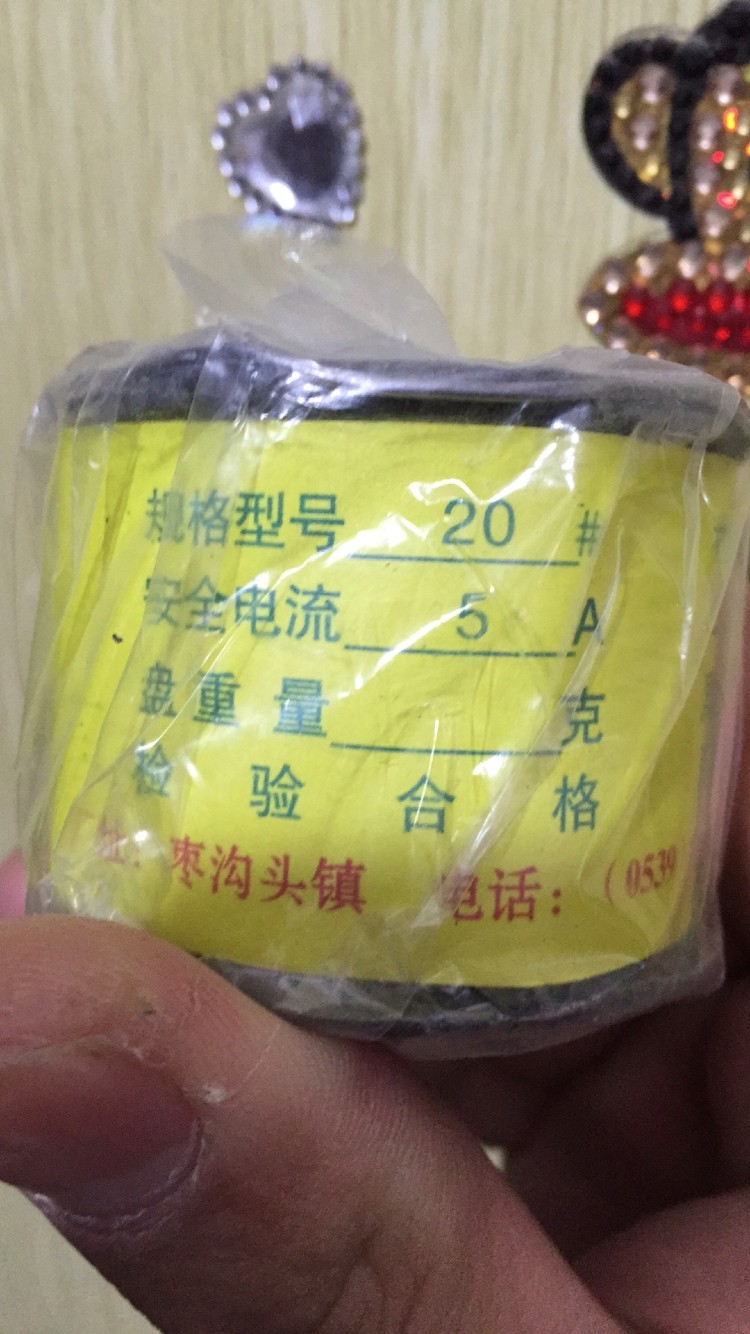 规格型号 20 #
安全电流 5 A
盘重量 克
检验合格
址：枣沟头镇 电话：（0539